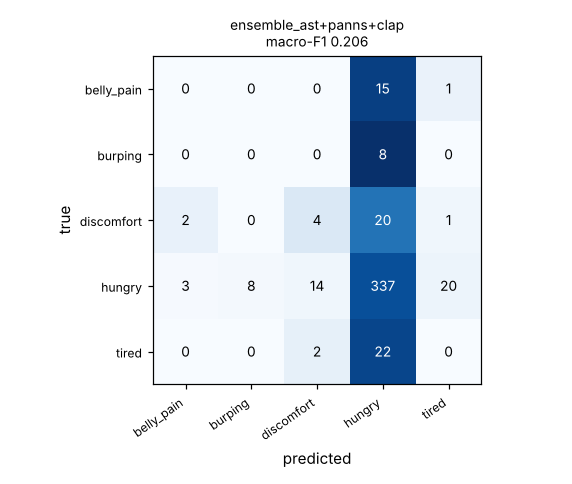 ensemble_ast+panns+clap
macro-F1 0.206
belly_pain 0 0 0 15 1
burping 0 0 0 8 0
discomfort 2 0 4 20 1
hungry 3 8 14 337 20
tired 0 0 2 22 0
true
belly_pain burping discomfort hungry tired
predicted